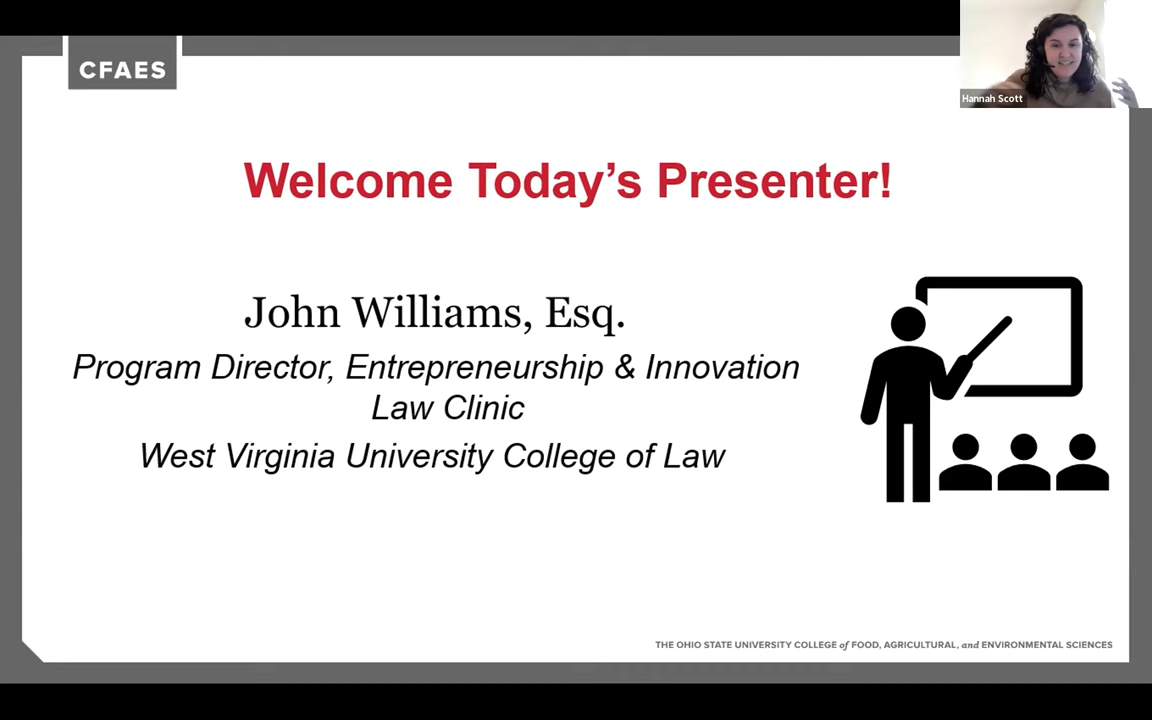 CFAES
Hannah Scott
Welcome Today's Presenter!
John Williams, Esq.
Program Director, Entrepreneurship & Innovation
Law Clinic
West Virginia University College of Law
THE OHIO STATE UNIVERSITY COLLEGE of FOOD, AGRICULTURAL, and ENVIRONMENTAL SCIENCES